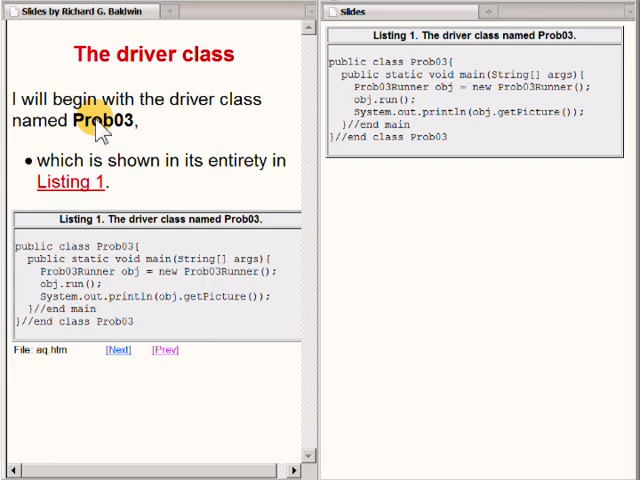 Slides by Richard G. Baldwin
The driver class
I will begin with the driver class
named Prob03,
• which is shown in its entirety in
Listing 1.
Listing 1. The driver class named Prob03.
public class Prob03{
  public static void main(String[] args){
    Prob03Runner obj = new Prob03Runner();
    obj.run();
    System.out.println(obj.getPicture());
  }//end main
}//end class Prob03
File: aq.htm [Next] [Prev]
Slides
Listing 1. The driver class named Prob03.
public class Prob03{
  public static void main(String[] args){
    Prob03Runner obj = new Prob03Runner();
    obj.run();
    System.out.println(obj.getPicture());
  }//end main
}//end class Prob03